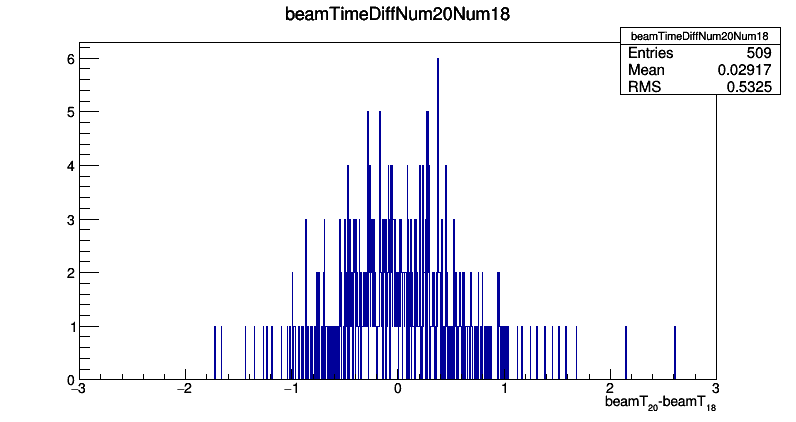 beamTimeDiffNum20Num18
beamTimeDiffNum20Num18
Entries 509
Mean 0.02917
RMS 0.5325
6
5
4
3
2
1
0
−3 −2 −1 0 1 2 3
beamT20-beamT18